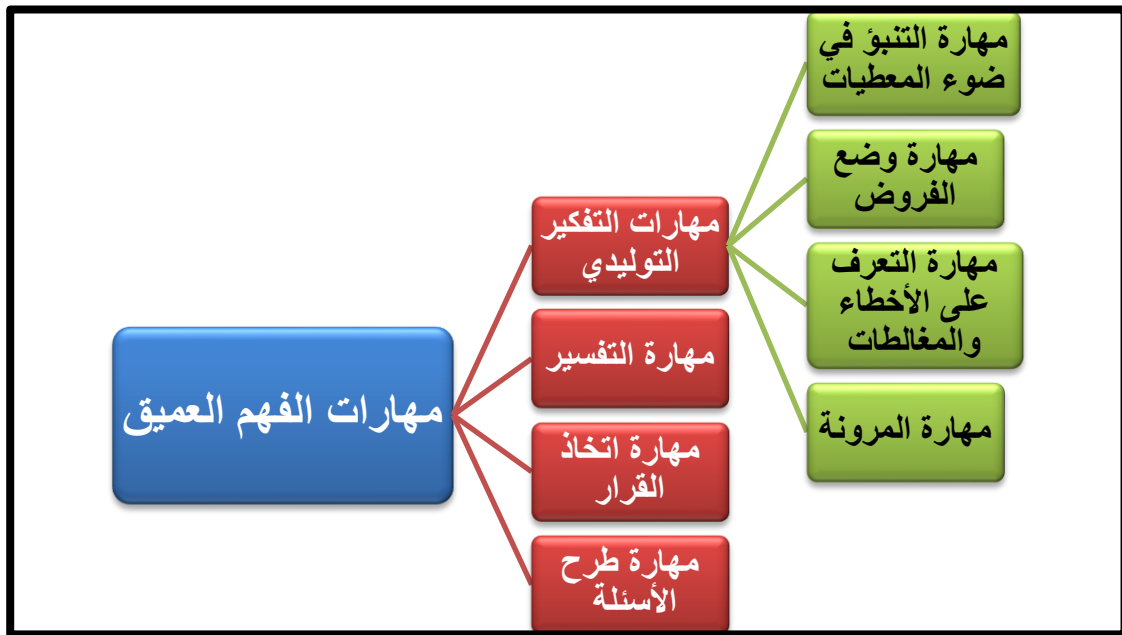 مهارات الفهم العميق
مهارات التفكير
التوليدي
مهارة التفسير
مهارة اتخاذ
القرار
مهارة طرح
الأسئلة
مهارة التنبؤ في
ضوء المعطيات
مهارة وضع
الفروض
مهارة التعرف
على الأخطاء
والمغالطات
مهارة المرونة